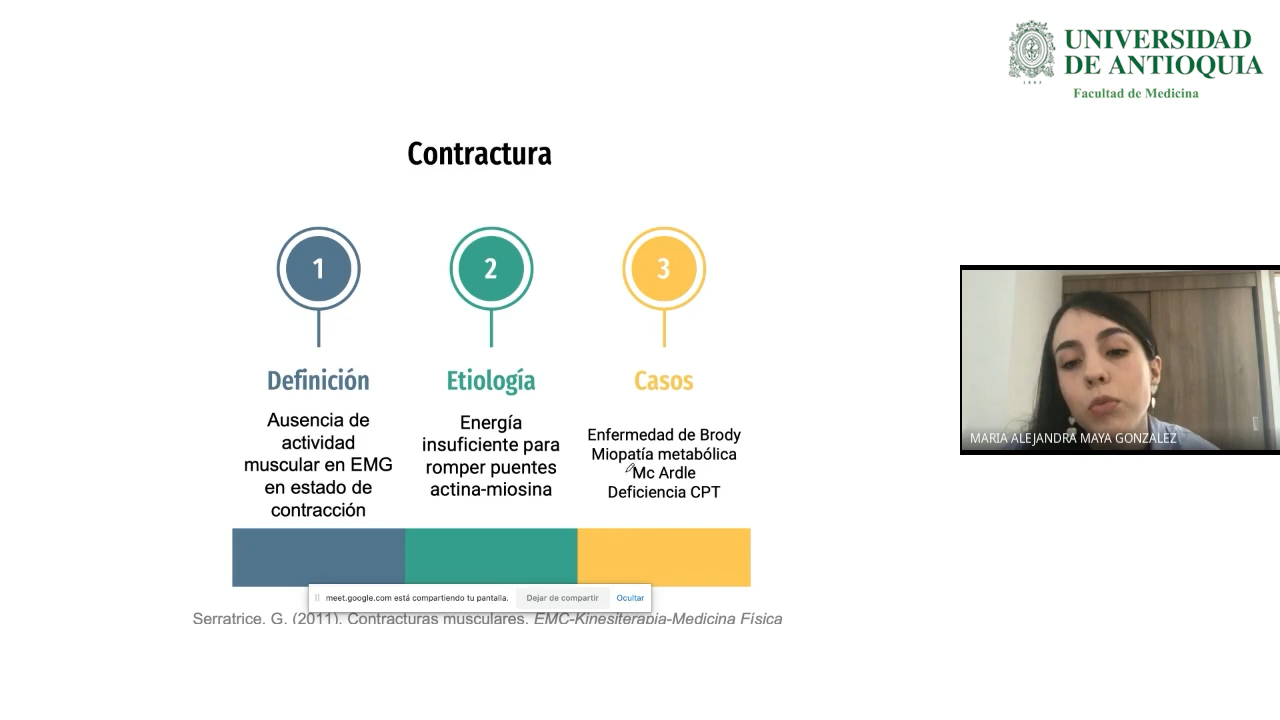 UNIVERSIDAD
DE ANTIOQUIA
1803
Facultad de Medicina
Contractura
1
2
3
Definición
Etiología
Casos
Ausencia de
actividad
muscular en EMG
en estado de
contracción
Energía
insuficiente para
romper puentes
actina-miosina
Enfermedad de Brody
Miopatía metabólica
Mc Ardle
Deficiencia CPT
MARIA ALEJANDRA MAYA GONZALEZ
meet.google.com está compartiendo tu pantalla.
Dejar de compartir
Ocultar
Serratrice, G. (2011). Contracturas musculares. EMC-Kinesiterapia-Medicina Física